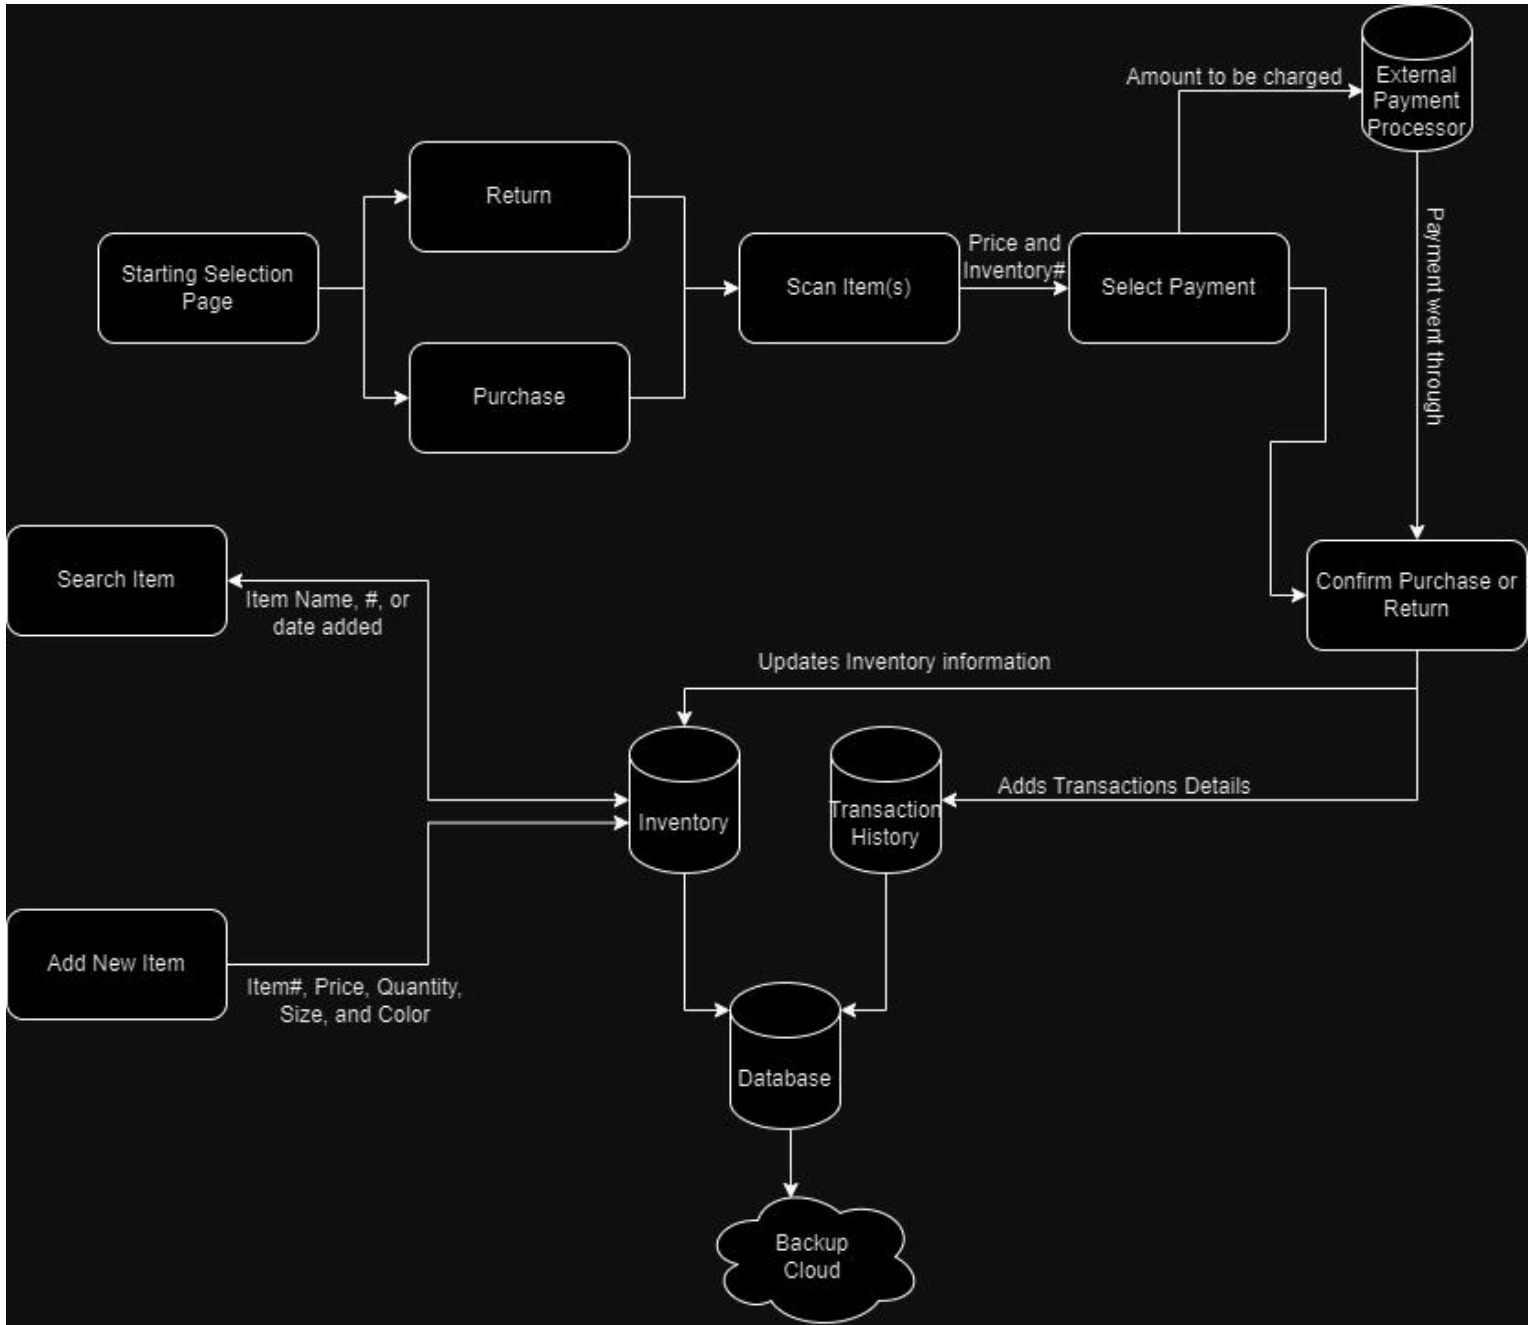 Amount to be charged
External
Payment
Processor
Return
Starting Selection
Page
Scan Item(s)
Price and
Inventory#
Select Payment
Payment went through
Purchase
Search Item
Item Name, #, or
date added
Confirm Purchase or
Return
Updates Inventory information
Inventory
Transaction
History
Adds Transactions Details
Add New Item
Item#, Price, Quantity,
Size, and Color
Database
Backup
Cloud